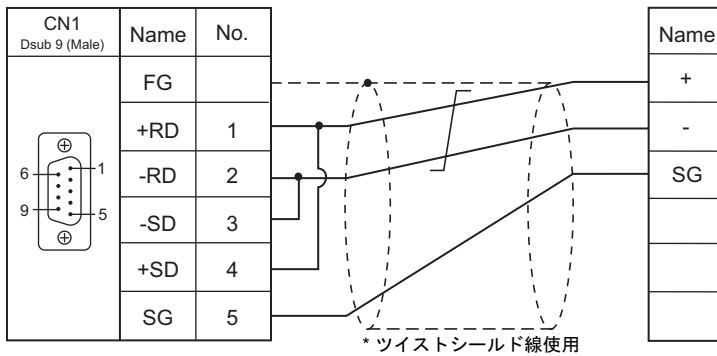 CN1
Dsub 9 (Male)
Name No.
FG
+RD 1
-RD 2
-SD 3
+SD 4
SG 5
6 1
9 5
Name
+
-
SG
* ツイストシールド線使用